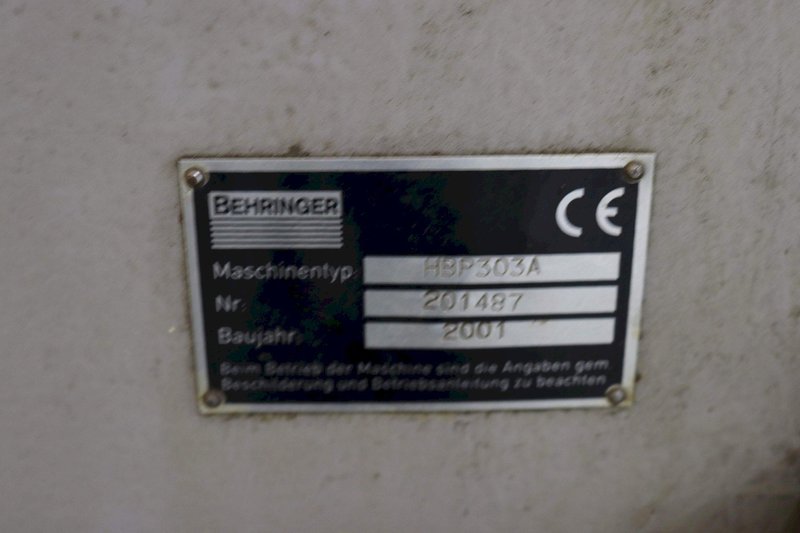 BEHRINGER
CE
Maschinentyp: HBP303A
Nr.: 201487
Baujahr: 2001
Beim Betrieb der Maschine sind die Angaben gem.
Beschilderung und Betriebsanleitung zu beachten